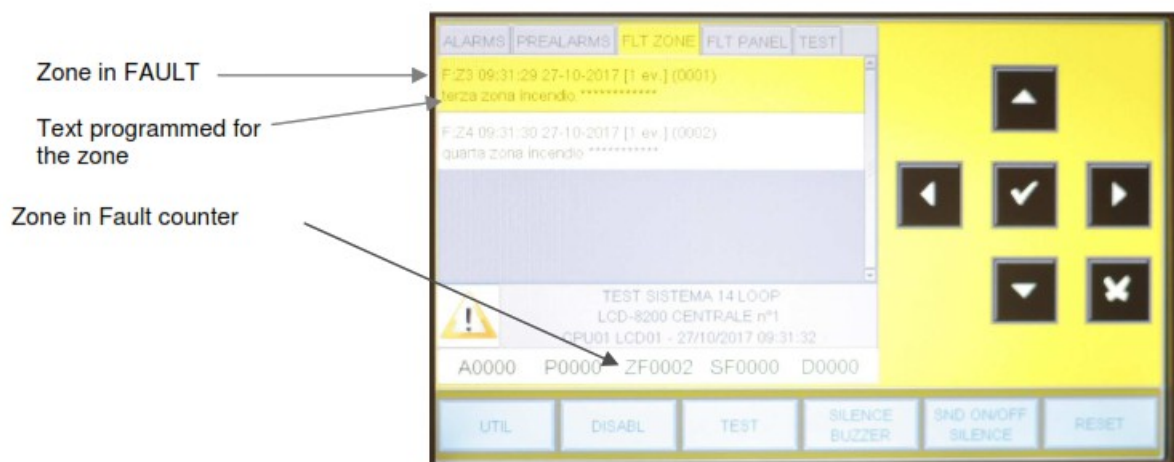 Zone in FAULT
Text programmed for
the zone
Zone in Fault counter
ALARMS PREALARMS FLT ZONE FLT PANEL TEST
F:Z3 09:31:29 27-10-2017 [1 ev.] (0001)
terza zona incendio ************
F:Z4 09:31:30 27-10-2017 [1 ev.] (0002)
quarta zona incendio ***********
TEST SISTEMA 14 LOOP
LCD-8200 CENTRALE n°1
CPU01 LCD01 - 27/10/2017 09:31:32
A0000 P0000 ZF0002 SF0000 D0000
UTIL DISABL TEST SILENCE BUZZER SND ON/OFF SILENCE RESET